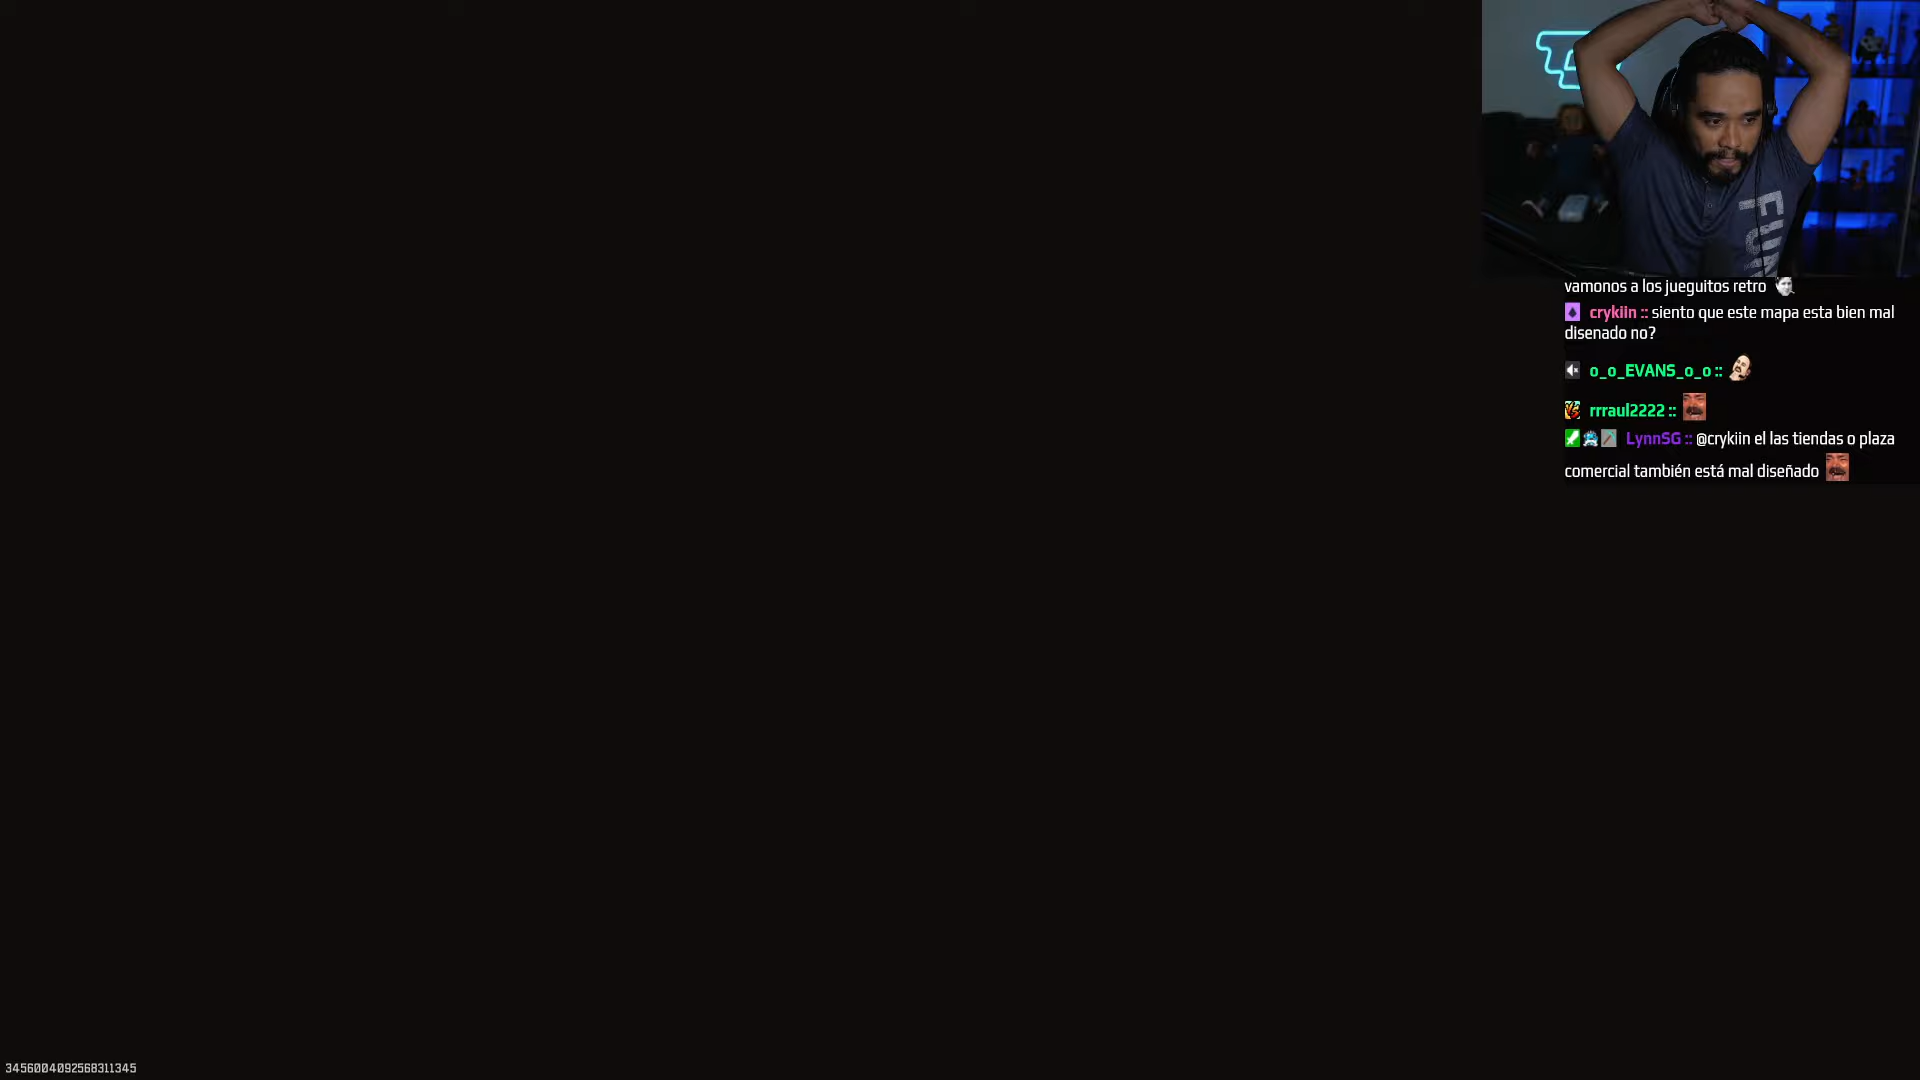 vamonos a los jueguitos retro
crykiin :: siento que este mapa esta bien mal
disenado no?
o_o_EVANS_o_o ::
rrraul2222 ::
LynnSG :: @crykiin el las tiendas o plaza
comercial también está mal diseñado
3456004092568311345